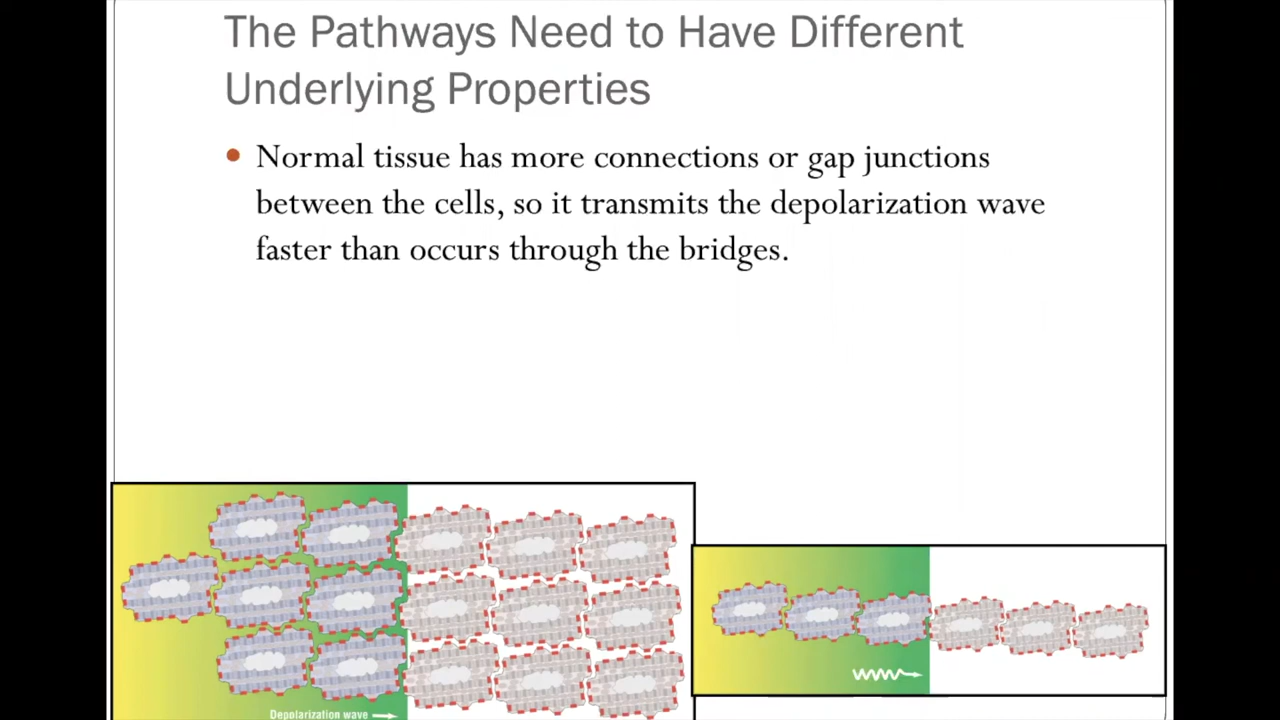 The Pathways Need to Have Different
Underlying Properties
• Normal tissue has more connections or gap junctions
between the cells, so it transmits the depolarization wave
faster than occurs through the bridges.
Depolarization wave